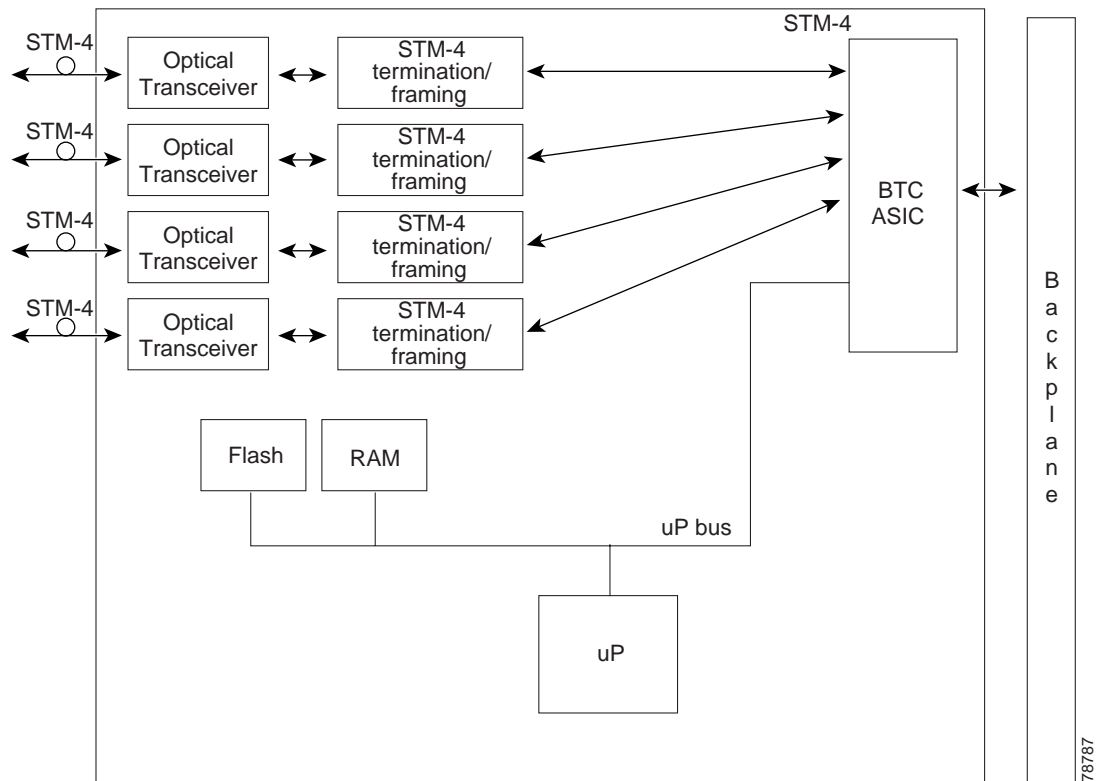 STM-4
STM-4
Optical
Transceiver
STM-4
termination/
framing
STM-4
Optical
Transceiver
STM-4
termination/
framing
BTC
ASIC
STM-4
Optical
Transceiver
STM-4
termination/
framing
STM-4
Optical
Transceiver
STM-4
termination/
framing
Backplane
Flash
RAM
uP bus
uP
78787